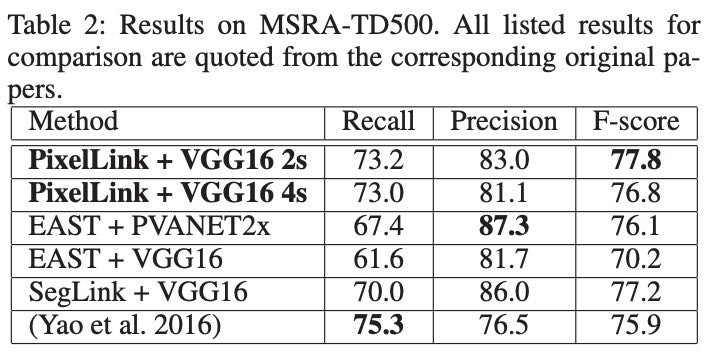 Table 2: Results on MSRA-TD500. All listed results for
comparison are quoted from the corresponding original pa-
pers.
Method Recall Precision F-score
PixelLink + VGG16 2s 73.2 83.0 77.8
PixelLink + VGG16 4s 73.0 81.1 76.8
EAST + PVANET2x 67.4 87.3 76.1
EAST + VGG16 61.6 81.7 70.2
SegLink + VGG16 70.0 86.0 77.2
(Yao et al. 2016) 75.3 76.5 75.9